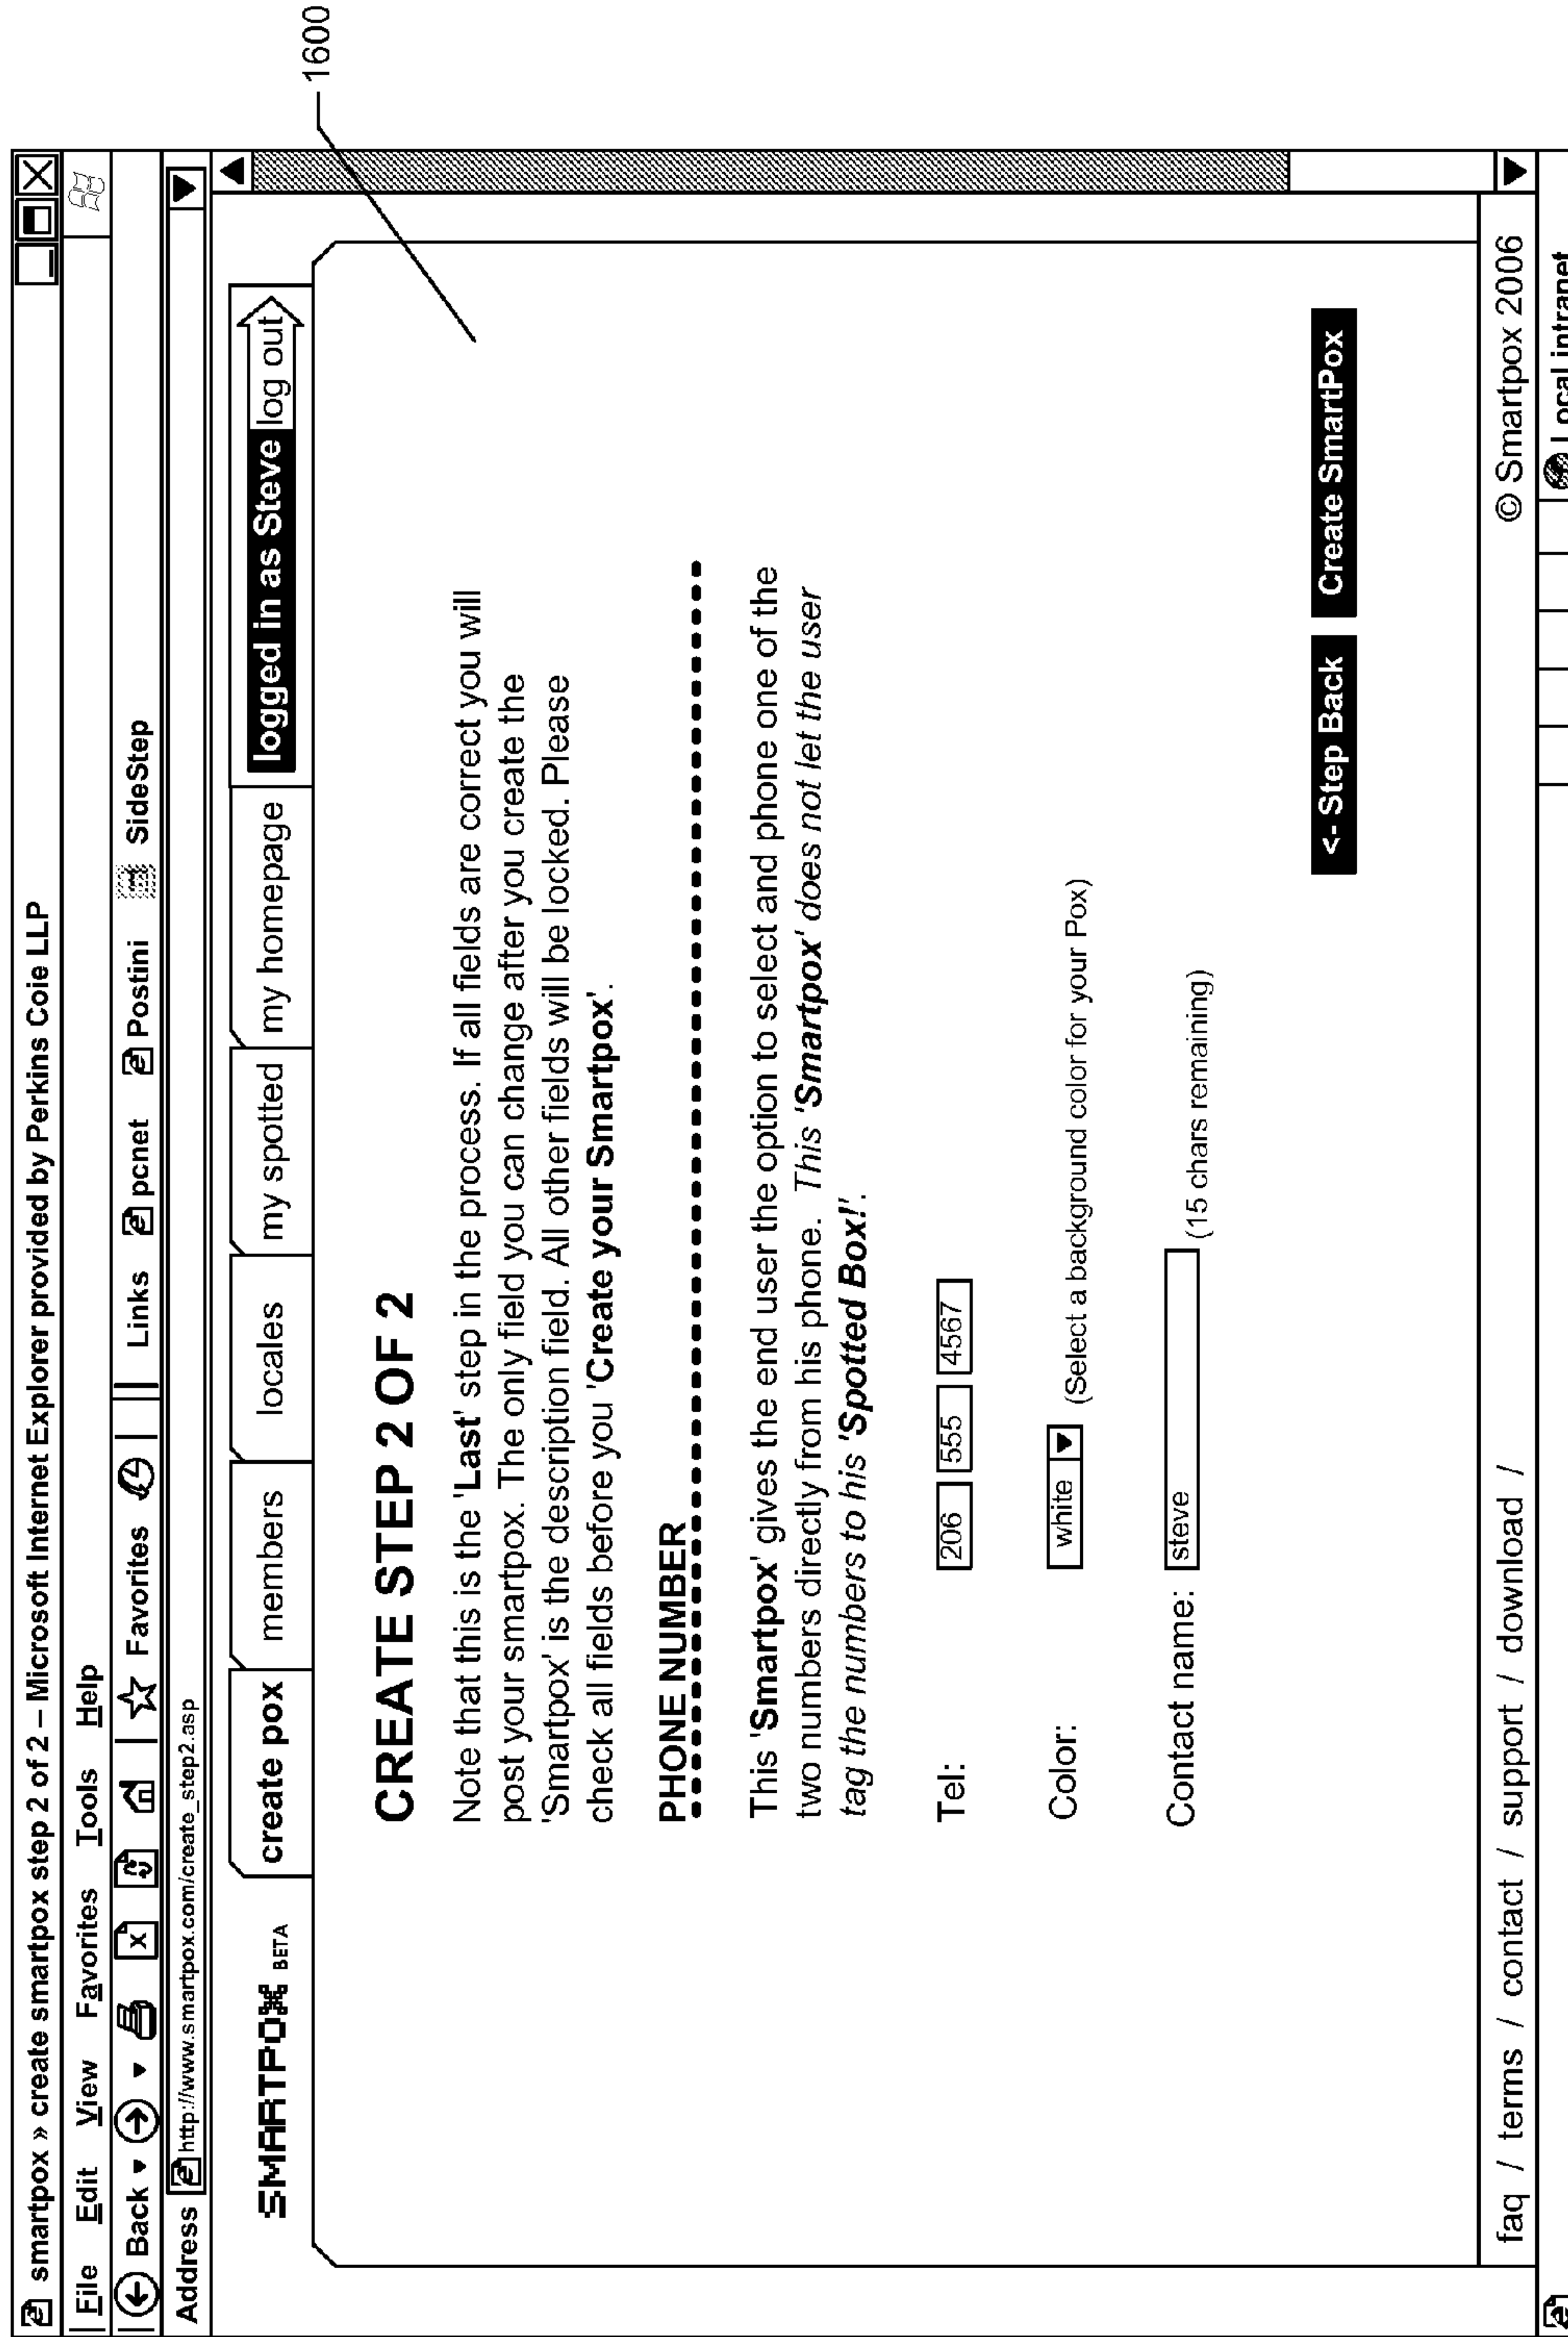 smartpox » create smartpox step 2 of 2 – Microsoft Internet Explorer provided by Perkins Coie LLP
File Edit View Favorites Tools Help
Back Favorites Links pcnet Postini SideStep
Address http://www.smartpox.com/create_step2.asp
SMARTPOX BETA create pox members locales my spotted my homepage logged in as Steve log out
1600
CREATE STEP 2 OF 2
Note that this is the 'Last' step in the process. If all fields are correct you will
post your smartpox. The only field you can change after you create the
'Smartpox' is the description field. All other fields will be locked. Please
check all fields before you 'Create your Smartpox'.
PHONE NUMBER
This 'Smartpox' gives the end user the option to select and phone one of the
two numbers directly from his phone. This 'Smartpox' does not let the user
tag the numbers to his 'Spotted Box!'.
Tel: 206 555 4567
Color: white (Select a background color for your Pox)
Contact name: steve (15 chars remaining)
<- Step Back Create SmartPox
faq / terms / contact / support / download / © Smartpox 2006
Local intranet